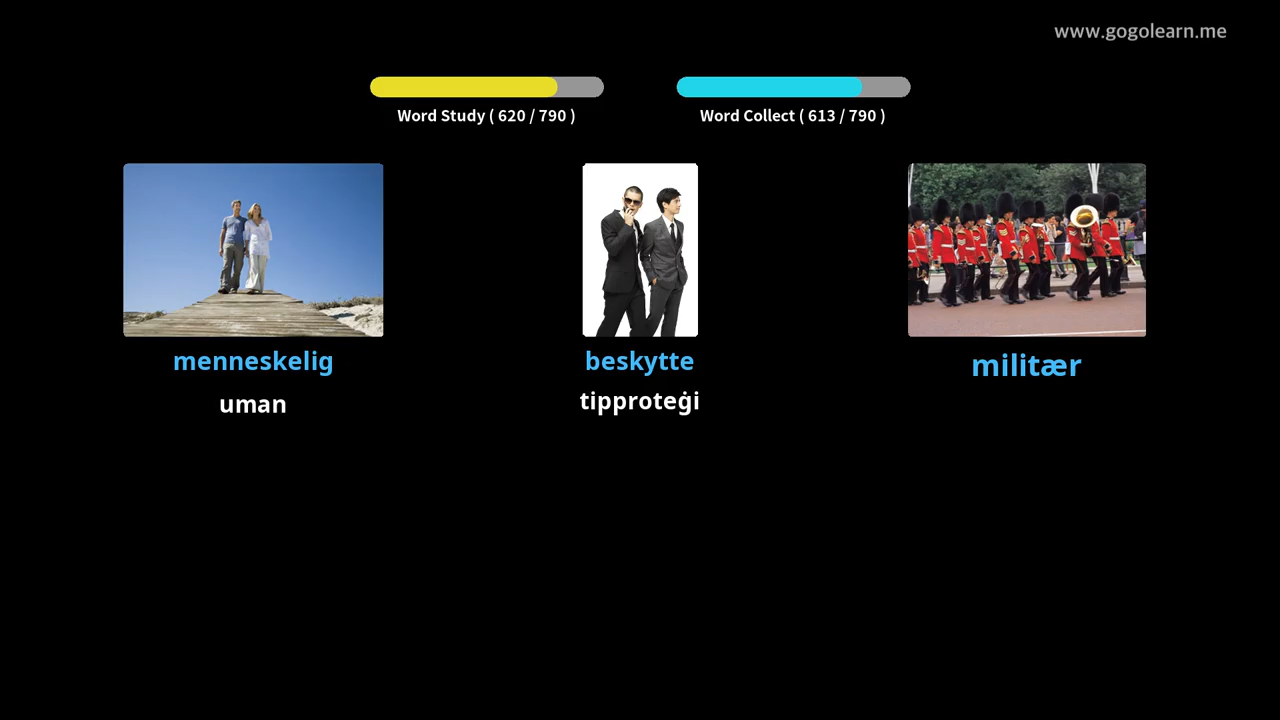 www.gogolearn.me
Word Study ( 620 / 790 )
Word Collect ( 613 / 790 )
menneskelig
beskytte
militær
uman
tipproteġi